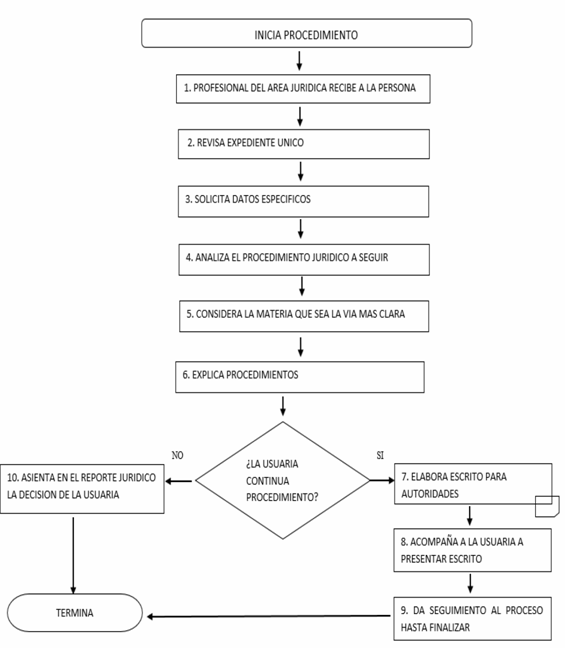 INICIA PROCEDIMIENTO
1. PROFESIONAL DEL AREA JURIDICA RECIBE A LA PERSONA
2. REVISA EXPEDIENTE UNICO
3. SOLICITA DATOS ESPECIFICOS
4. ANALIZA EL PROCEDIMIENTO JURIDICO A SEGUIR
5. CONSIDERA LA MATERIA QUE SEA LA VIA MAS CLARA
6. EXPLICA PROCEDIMIENTOS
¿LA USUARIA
CONTINUA
PROCEDIMIENTO?
NO
10. ASIENTA EN EL REPORTE JURIDICO
LA DECISION DE LA USUARIA
SI
7. ELABORA ESCRITO PARA
AUTORIDADES
8. ACOMPAÑA A LA USUARIA A
PRESENTAR ESCRITO
9. DA SEGUIMIENTO AL PROCESO
HASTA FINALIZAR
TERMINA